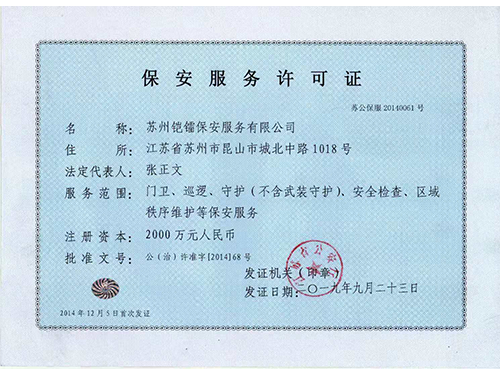 保安服务许可证
苏公保服20140061号
名 称：苏州铠镭保安服务有限公司
住 所：江苏省苏州市昆山市城北中路1018号
法定代表人：张正文
服务范围：门卫、巡逻、守护（不含武装守护）、安全检查、区域
秩序维护等保安服务
注册资本：2000万元人民币
批准文号：公（治）许准字[2014]68号
发证机关（印章）
发证日期：二〇一九年九月二十三日
2014年12月5日首次发证